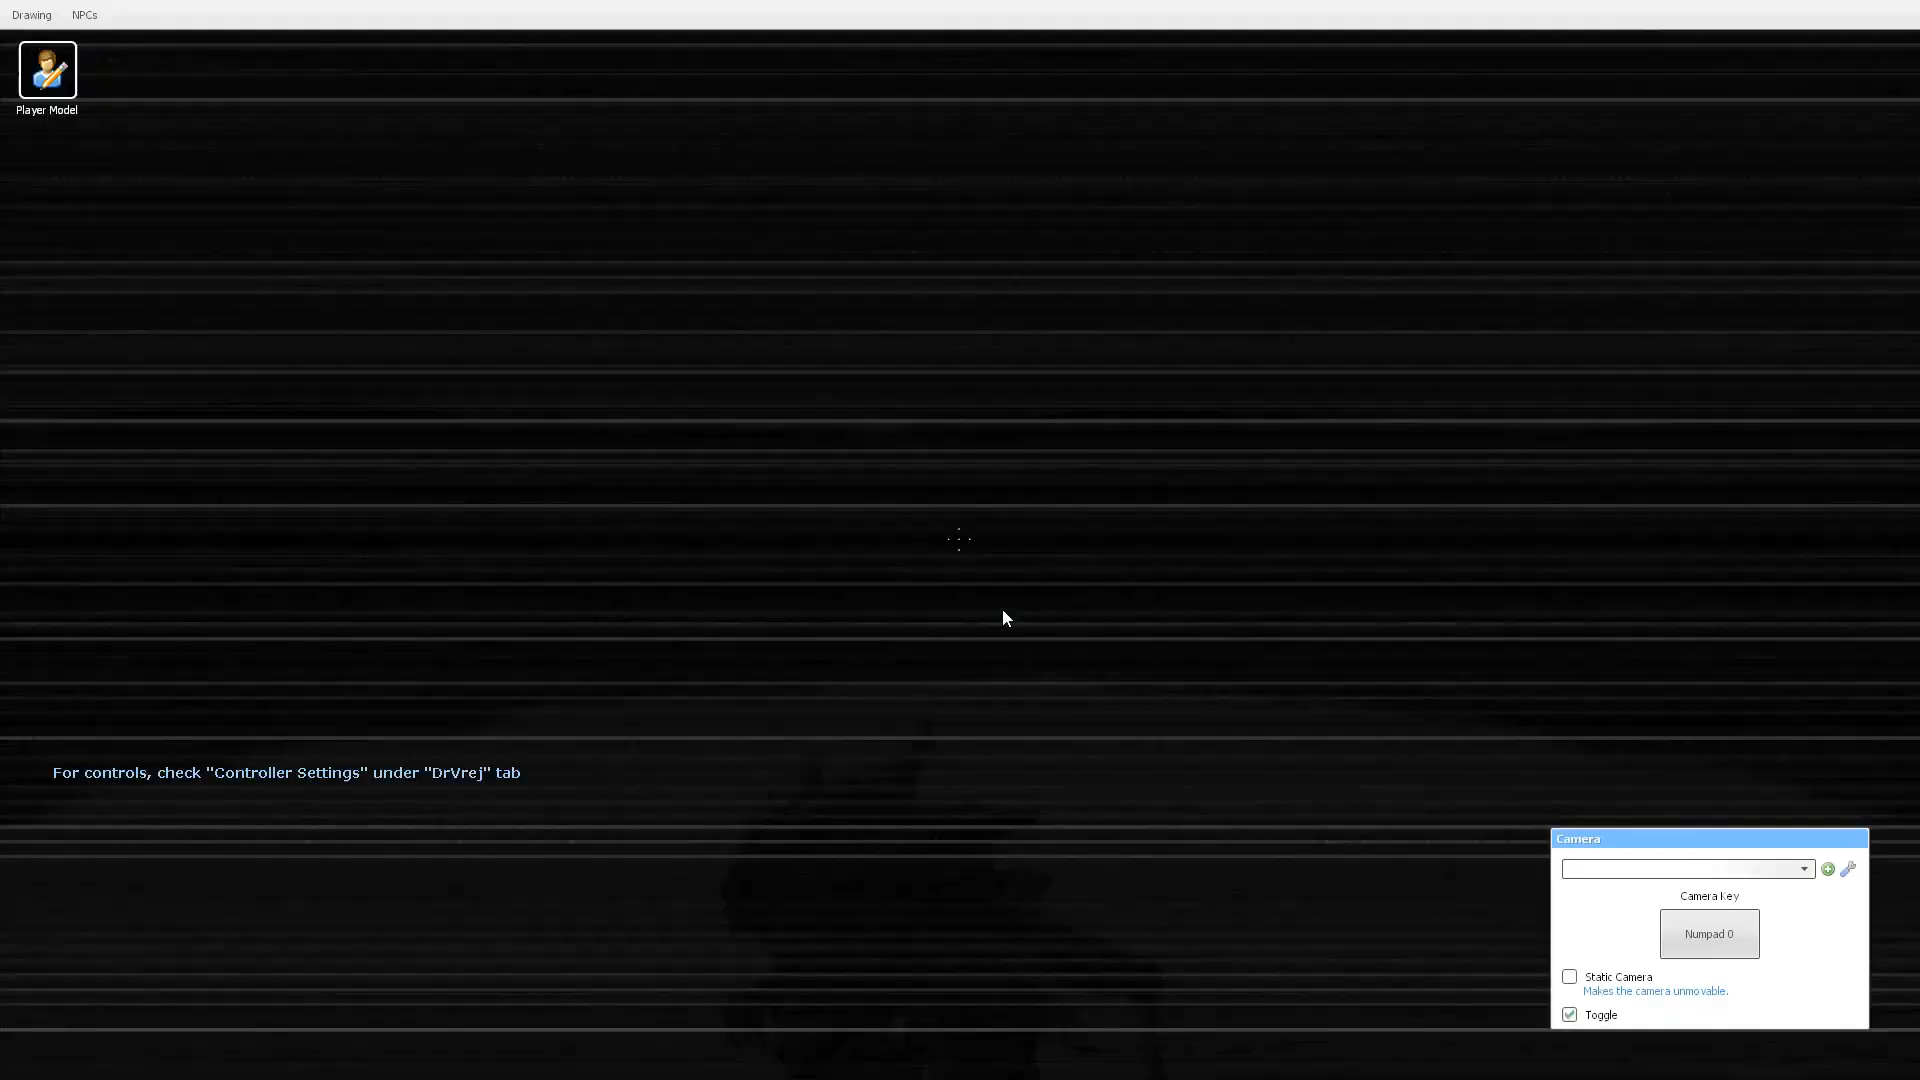 Drawing NPCs
Player Model
For controls, check "Controller Settings" under "DrVrej" tab
Camera
Camera Key
Numpad 0
Static Camera
Makes the camera unmovable.
Toggle